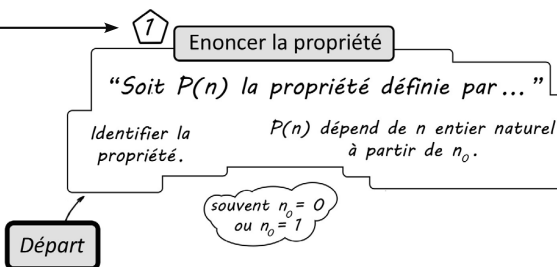 1
Enoncer la propriété
“Soit P(n) la propriété définie par... ”
Identifier la
propriété.
P(n) dépend de n entier naturel
à partir de n₀.
souvent n₀ = 0
ou n₀ = 1
Départ